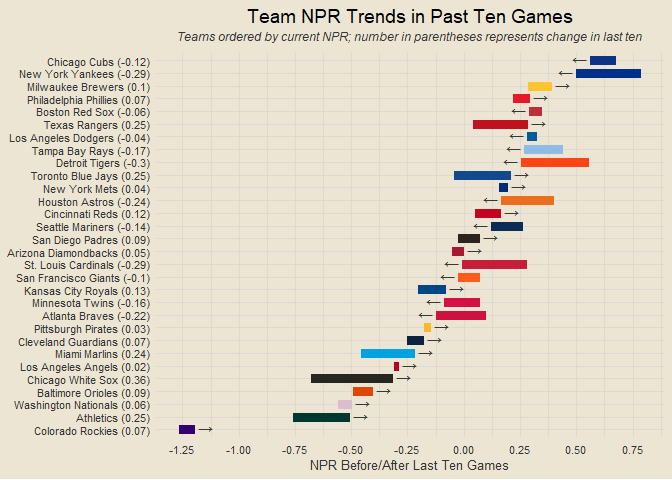 Team NPR Trends in Past Ten Games
Teams ordered by current NPR; number in parentheses represents change in last ten
Chicago Cubs (-0.12)
New York Yankees (-0.29)
Milwaukee Brewers (0.1)
Philadelphia Phillies (0.07)
Boston Red Sox (-0.06)
Texas Rangers (0.25)
Los Angeles Dodgers (-0.04)
Tampa Bay Rays (-0.17)
Detroit Tigers (-0.3)
Toronto Blue Jays (0.25)
New York Mets (0.04)
Houston Astros (-0.24)
Cincinnati Reds (0.12)
Seattle Mariners (-0.14)
San Diego Padres (0.09)
Arizona Diamondbacks (0.05)
St. Louis Cardinals (-0.29)
San Francisco Giants (-0.1)
Kansas City Royals (0.13)
Minnesota Twins (-0.16)
Atlanta Braves (-0.22)
Pittsburgh Pirates (0.03)
Cleveland Guardians (0.07)
Miami Marlins (0.24)
Los Angeles Angels (0.02)
Chicago White Sox (0.36)
Baltimore Orioles (0.09)
Washington Nationals (0.06)
Athletics (0.25)
Colorado Rockies (0.07)
-1.25 -1.00 -0.75 -0.50 -0.25 0.00 0.25 0.50 0.75
NPR Before/After Last Ten Games